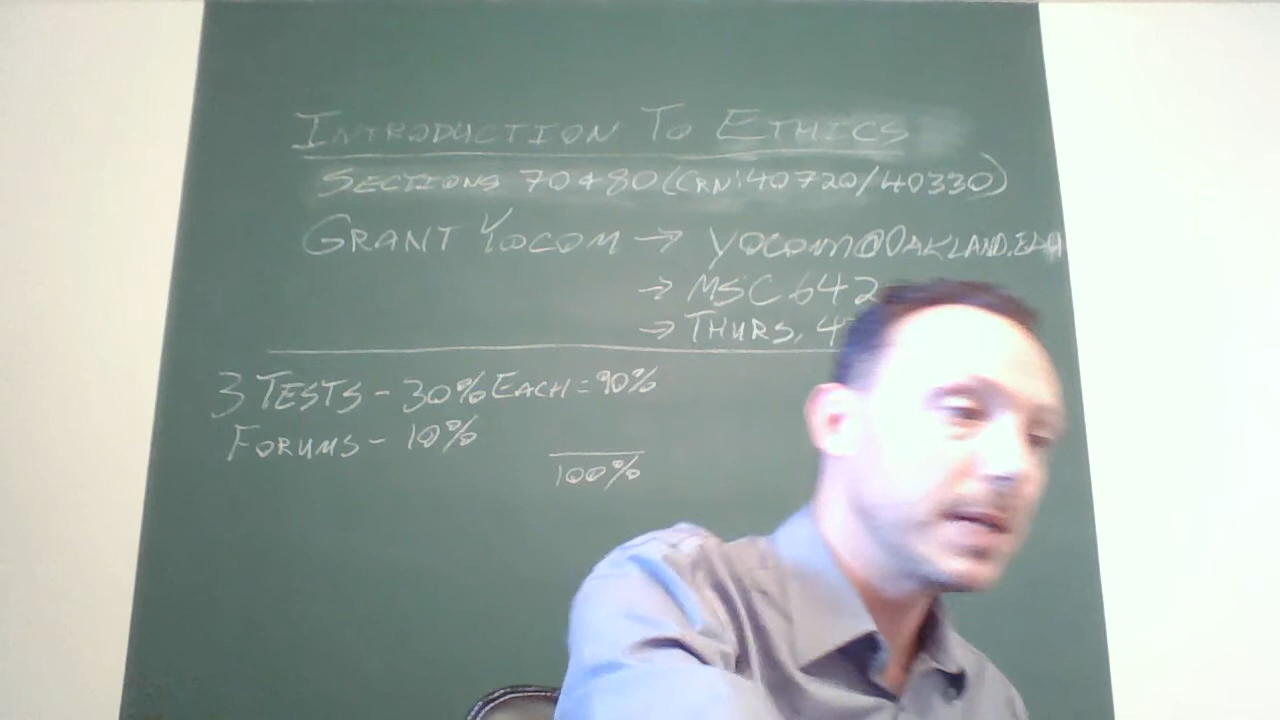 INTRODUCTION TO ETHICS
SECTIONS 70+80 (CRN: 40720/40330)
GRANT YOCOM → YOCOM@OAKLAND.EDU
→ MSC 642
→ THURS, 4
3 TESTS - 30% EACH = 90%
FORUMS - 10%
100%